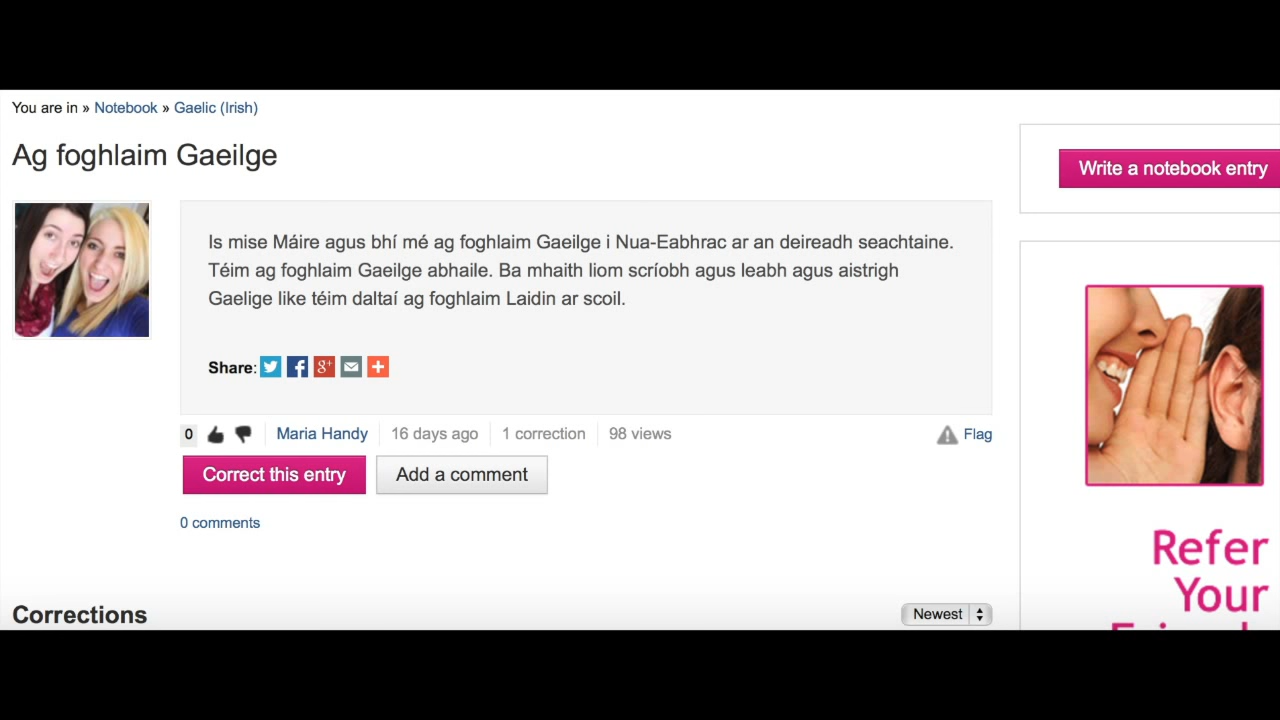 You are in » Notebook » Gaelic (Irish)
Ag foghlaim Gaeilge
Write a notebook entry
Is mise Máire agus bhí mé ag foghlaim Gaeilge i Nua-Eabhrac ar an deireadh seachtaine.
Téim ag foghlaim Gaeilge abhaile. Ba mhaith liom scríobh agus leabh agus aistrigh
Gaelige like téim daltaí ag foghlaim Laidin ar scoil.
Share:
0 Maria Handy 16 days ago 1 correction 98 views Flag
Correct this entry Add a comment
0 comments
Refer
Your
Corrections Newest